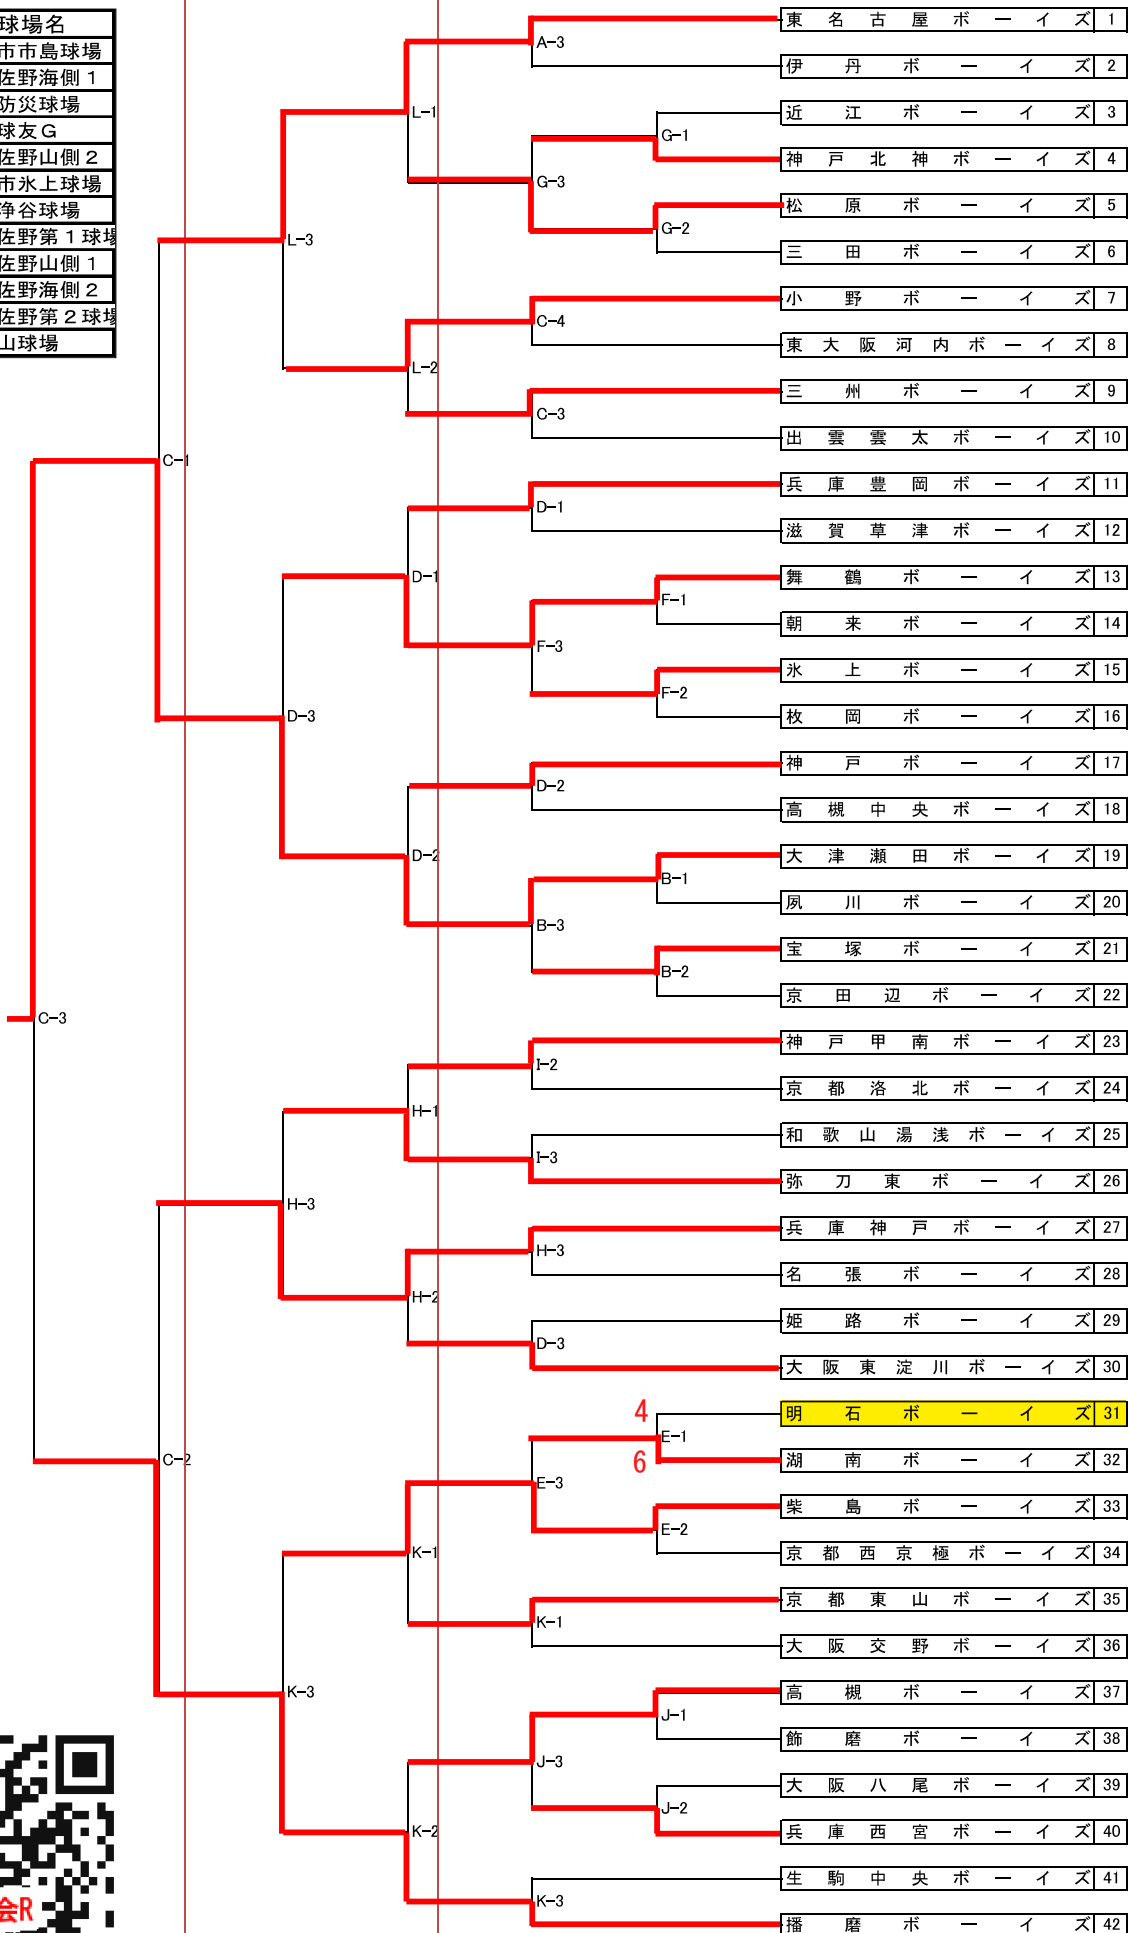 球場名
市市島球場
佐野海側１
防災球場
球友G
佐野山側２
市氷上球場
浄谷球場
佐野第１球場
佐野山側１
佐野海側２
佐野第２球場
山球場
東名古屋ボーイズ 1
A-3
伊丹ボーイズ 2
L-1
近江ボーイズ 3
G-1
神戸北神ボーイズ 4
G-3
松原ボーイズ 5
G-2
L-3
三田ボーイズ 6
小野ボーイズ 7
C-4
東大阪河内ボーイズ 8
L-2
三州ボーイズ 9
C-3
出雲雲太ボーイズ 10
C-1
兵庫豊岡ボーイズ 11
D-1
滋賀草津ボーイズ 12
D-1
舞鶴ボーイズ 13
F-1
朝来ボーイズ 14
F-3
氷上ボーイズ 15
F-2
D-3
枚岡ボーイズ 16
神戸ボーイズ 17
D-2
高槻中央ボーイズ 18
D-2
大津瀬田ボーイズ 19
B-1
夙川ボーイズ 20
B-3
宝塚ボーイズ 21
B-2
京田辺ボーイズ 22
C-3
神戸甲南ボーイズ 23
I-2
京都洛北ボーイズ 24
H-1
和歌山湯浅ボーイズ 25
I-3
弥刀東ボーイズ 26
H-3
兵庫神戸ボーイズ 27
H-3
名張ボーイズ 28
H-2
姫路ボーイズ 29
D-3
大阪東淀川ボーイズ 30
4
明石ボーイズ 31
E-1
6
湖南ボーイズ 32
C-2
E-3
柴島ボーイズ 33
E-2
京都西京極ボーイズ 34
K-1
京都東山ボーイズ 35
K-1
大阪交野ボーイズ 36
K-3
高槻ボーイズ 37
J-1
飾磨ボーイズ 38
J-3
大阪八尾ボーイズ 39
J-2
兵庫西宮ボーイズ 40
K-2
生駒中央ボーイズ 41
K-3
会R
播磨ボーイズ 42